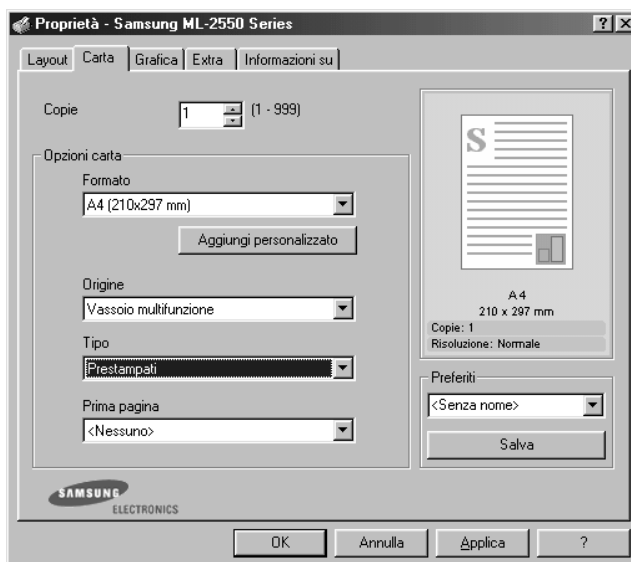 Proprietà - Samsung ML-2550 Series
Layout Carta Grafica Extra Informazioni su
Copie 1 (1 - 999)
Opzioni carta
Formato
A4 (210x297 mm)
Aggiungi personalizzato
Origine
Vassoio multifunzione
Tipo
Prestampati
Prima pagina
<Nessuno>
S
A4
210 x 297 mm
Copie: 1
Risoluzione: Normale
Preferiti
<Senza nome>
Salva
SAMSUNG
ELECTRONICS
OK Annulla Applica ?